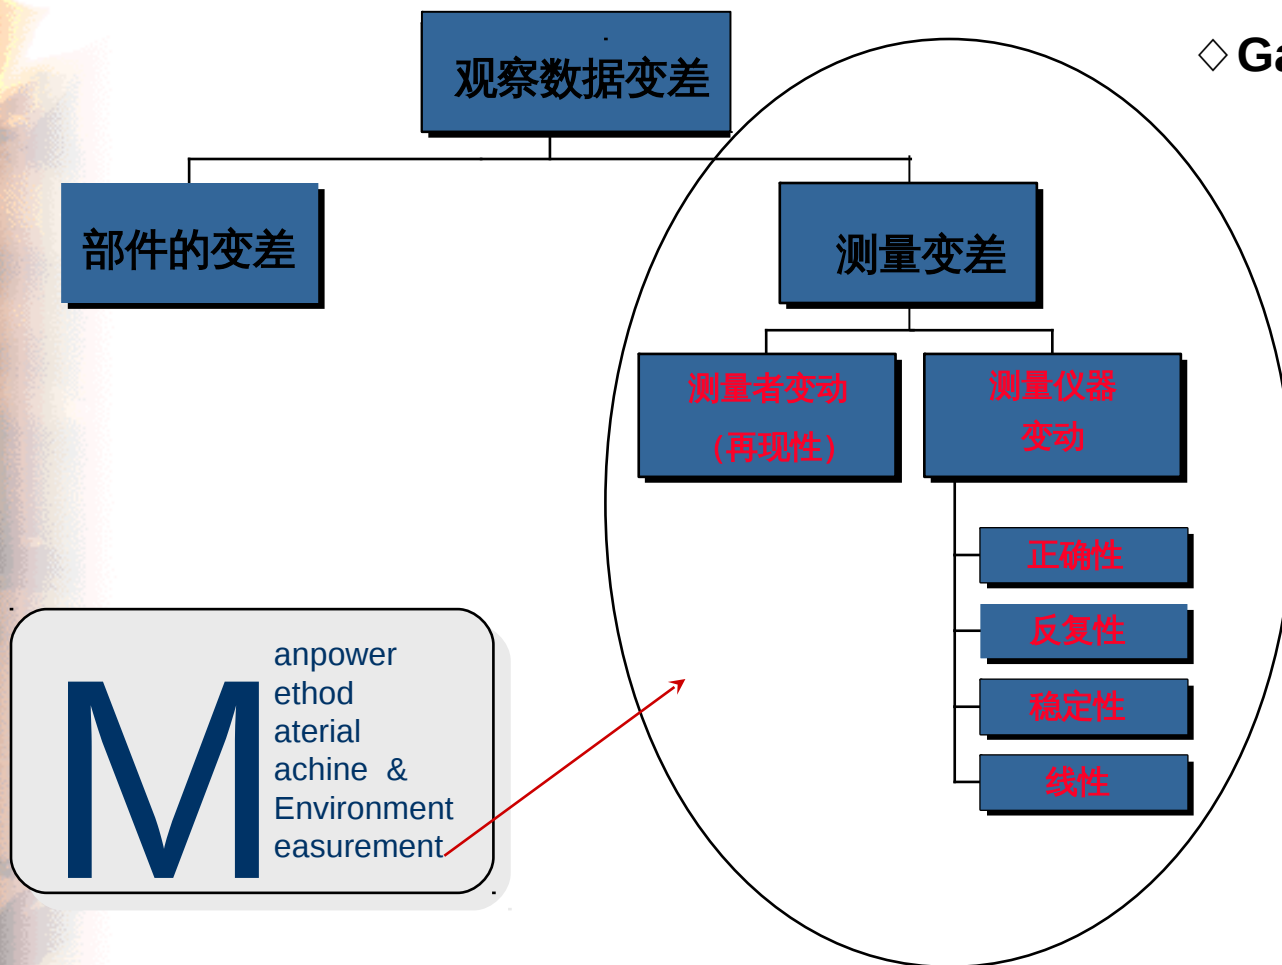 观察数据变差
◇ Ga
部件的变差
测量变差
测量者变动
（再现性）
测量仪器
变动
正确性
反复性
稳定性
线性
M
anpower
ethod
aterial
achine &
Environment
easurement